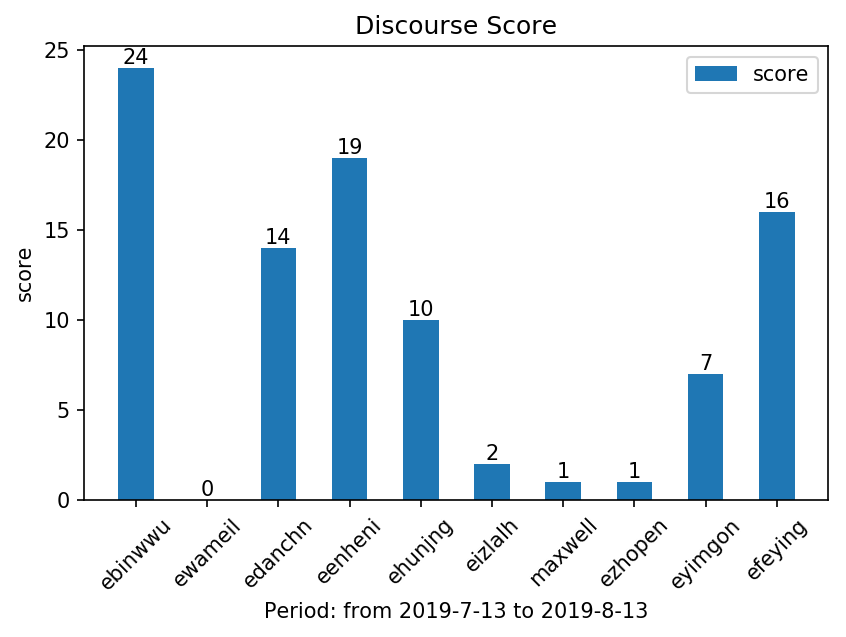 Discourse Score
score
25
20
15
10
5
0
score
24
0
14
19
10
2
1
1
7
16
ebinwwu
ewameil
edanchn
eenheni
ehunjng
eizlalh
maxwell
ezhopen
eyimgon
efeying
Period: from 2019-7-13 to 2019-8-13